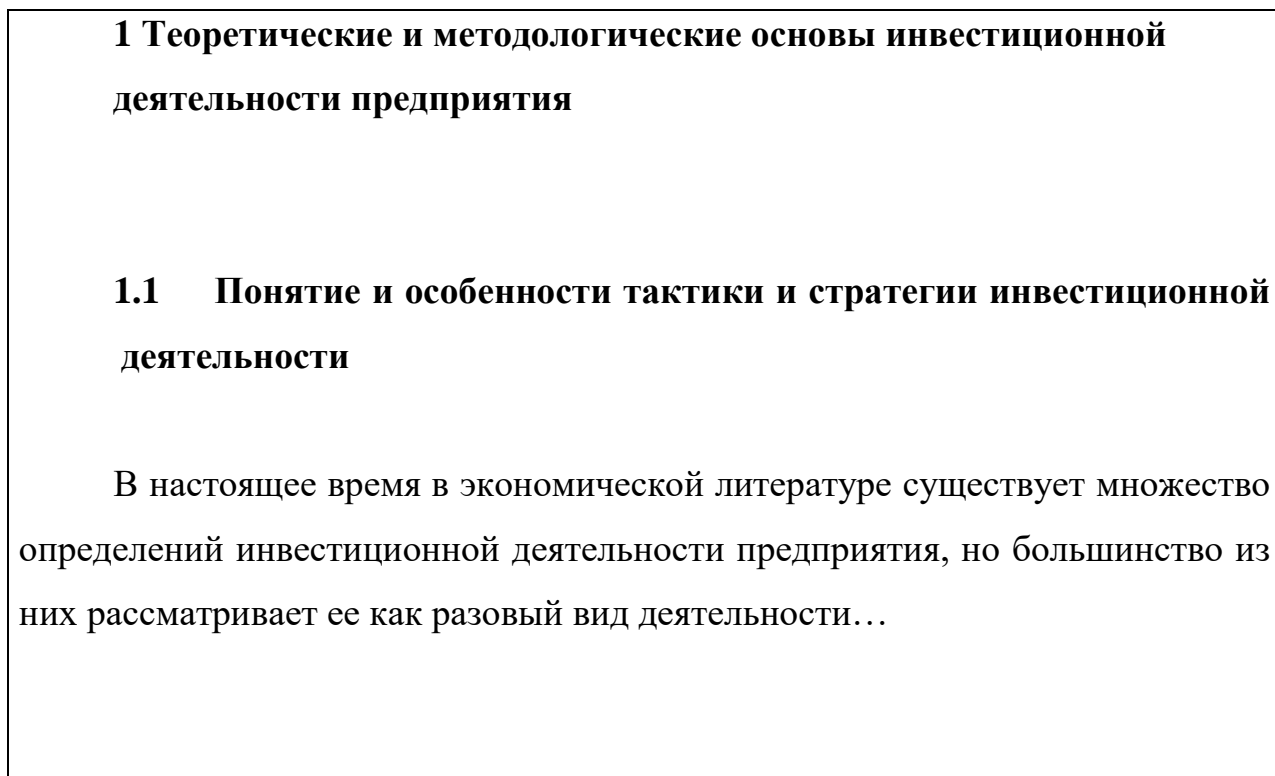 1 Теоретические и методологические основы инвестиционной
деятельности предприятия
1.1 Понятие и особенности тактики и стратегии инвестиционной
деятельности
В настоящее время в экономической литературе существует множество
определений инвестиционной деятельности предприятия, но большинство из
них рассматривает ее как разовый вид деятельности…